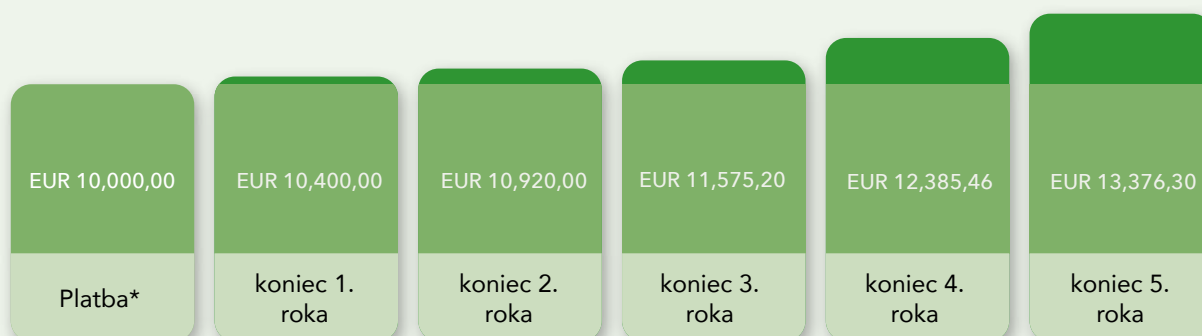 EUR 10,000,00
EUR 10,400,00
EUR 10,920,00
EUR 11,575,20
EUR 12,385,46
EUR 13,376,30
Platba*
koniec 1.
roka
koniec 2.
roka
koniec 3.
roka
koniec 4.
roka
koniec 5.
roka